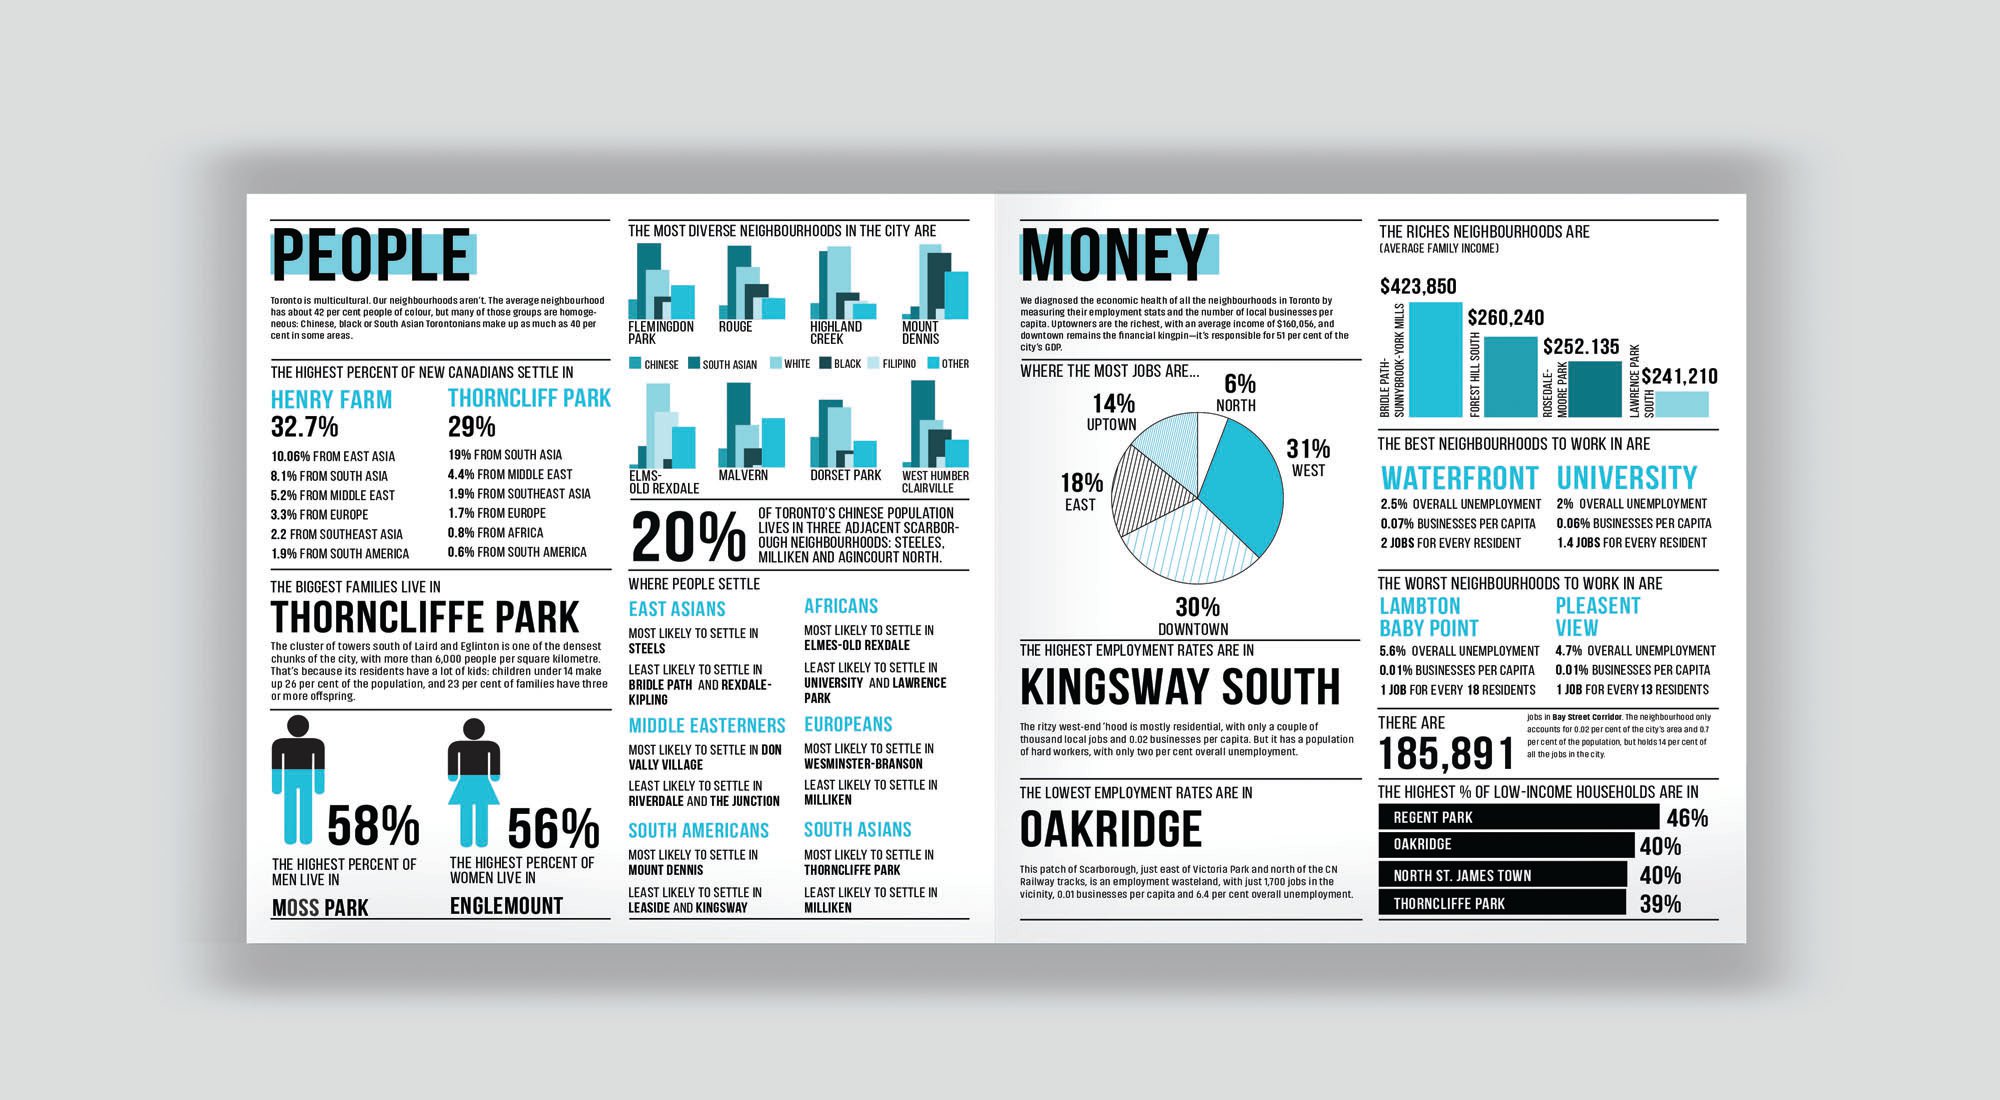 PEOPLE
Toronto is multicultural. Our neighbourhoods aren't. The average neighbourhood
has about 42 per cent people of colour, but many of those groups are homoge-
neous: Chinese, black or South Asian Torontonians make up as much as 40 per
cent in some areas.
THE HIGHEST PERCENT OF NEW CANADIANS SETTLE IN
HENRY FARM
32.7%
10.06% FROM EAST ASIA
8.1% FROM SOUTH ASIA
5.2% FROM MIDDLE EAST
3.3% FROM EUROPE
2.2 FROM SOUTHEAST ASIA
1.9% FROM SOUTH AMERICA
THORNCLIFF PARK
29%
19% FROM SOUTH ASIA
4.4% FROM MIDDLE EAST
1.9% FROM SOUTHEAST ASIA
1.7% FROM EUROPE
0.8% FROM AFRICA
0.6% FROM SOUTH AMERICA
THE BIGGEST FAMILIES LIVE IN
THORNCLIFFE PARK
The cluster of towers south of Laird and Eglinton is one of the densest
chunks of the city, with more than 6,000 people per square kilometre.
That's because its residents have a lot of kids: children under 14 make
up 26 per cent of the population, and 23 per cent of families have three
or more offspring.
58%
THE HIGHEST PERCENT OF
MEN LIVE IN
MOSS PARK
56%
THE HIGHEST PERCENT OF
WOMEN LIVE IN
ENGLEMOUNT
THE MOST DIVERSE NEIGHBOURHOODS IN THE CITY ARE
FLEMINGDON
PARK
ROUGE
HIGHLAND
CREEK
MOUNT
DENNIS
CHINESE
SOUTH ASIAN
WHITE
BLACK
FILIPINO
OTHER
ELMS-
OLD REXDALE
MALVERN
DORSET PARK
WEST HUMBER
CLAIRVILLE
20%
OF TORONTO'S CHINESE POPULATION
LIVES IN THREE ADJACENT SCARBOR-
OUGH NEIGHBOURHOODS: STEELES,
MILLIKEN AND AGINCOURT NORTH.
WHERE PEOPLE SETTLE
EAST ASIANS
MOST LIKELY TO SETTLE IN
STEELS
LEAST LIKELY TO SETTLE IN
BRIDLE PATH AND REXDALE-
KIPLING
MIDDLE EASTERNERS
MOST LIKELY TO SETTLE IN DON
VALLY VILLAGE
LEAST LIKELY TO SETTLE IN
RIVERDALE AND THE JUNCTION
SOUTH AMERICANS
MOST LIKELY TO SETTLE IN
MOUNT DENNIS
LEAST LIKELY TO SETTLE IN
LEASIDE AND KINGSWAY
AFRICANS
MOST LIKELY TO SETTLE IN
ELMES-OLD REXDALE
LEAST LIKELY TO SETTLE IN
UNIVERSITY AND LAWRENCE
PARK
EUROPEANS
MOST LIKELY TO SETTLE IN
WESMINSTER-BRANSON
LEAST LIKELY TO SETTLE IN
MILLIKEN
SOUTH ASIANS
MOST LIKELY TO SETTLE IN
THORNCLIFFE PARK
LEAST LIKELY TO SETTLE IN
MILLIKEN
MONEY
We diagnosed the economic health of all the neighbourhoods in Toronto by
measuring their employment stats and the number of local businesses per
capita. Uptowners are the richest, with an average income of $160,056, and
downtown remains the financial kingpin—it's responsible for 51 per cent of the
city's GDP.
WHERE THE MOST JOBS ARE...
6%
NORTH
14%
UPTOWN
31%
WEST
18%
EAST
30%
DOWNTOWN
THE HIGHEST EMPLOYMENT RATES ARE IN
KINGSWAY SOUTH
The ritzy west-end 'hood is mostly residential, with only a couple of
thousand local jobs and 0.02 businesses per capita. But it has a population
of hard workers, with only two per cent overall unemployment.
THE LOWEST EMPLOYMENT RATES ARE IN
OAKRIDGE
This patch of Scarborough, just east of Victoria Park and north of the CN
Railway tracks, is an employment wasteland, with just 1,700 jobs in the
vicinity, 0.01 businesses per capita and 6.4 per cent overall unemployment.
THE RICHES NEIGHBOURHOODS ARE
(AVERAGE FAMILY INCOME)
$423,850
BRIDLE PATH-
SUNNYBROOK-YORK MILLS
$260,240
FOREST HILL SOUTH
$252.135
ROSEDALE-
MOORE PARK
$241,210
LAWRENCE PARK
SOUTH
THE BEST NEIGHBOURHOODS TO WORK IN ARE
WATERFRONT
2.5% OVERALL UNEMPLOYMENT
0.07% BUSINESSES PER CAPITA
2 JOBS FOR EVERY RESIDENT
UNIVERSITY
2% OVERALL UNEMPLOYMENT
0.06% BUSINESSES PER CAPITA
1.4 JOBS FOR EVERY RESIDENT
THE WORST NEIGHBOURHOODS TO WORK IN ARE
LAMBTON
BABY POINT
5.6% OVERALL UNEMPLOYMENT
0.01% BUSINESSES PER CAPITA
1 JOB FOR EVERY 18 RESIDENTS
PLEASENT
VIEW
4.7% OVERALL UNEMPLOYMENT
0.01% BUSINESSES PER CAPITA
1 JOB FOR EVERY 13 RESIDENTS
THERE ARE
185,891
jobs in Bay Street Corridor. The neighbourhood only
accounts for 0.02 per cent of the city's area and 0.7
per cent of the population, but holds 14 per cent of
all the jobs in the city.
THE HIGHEST % OF LOW-INCOME HOUSEHOLDS ARE IN
REGENT PARK 46%
OAKRIDGE 40%
NORTH ST. JAMES TOWN 40%
THORNCLIFFE PARK 39%